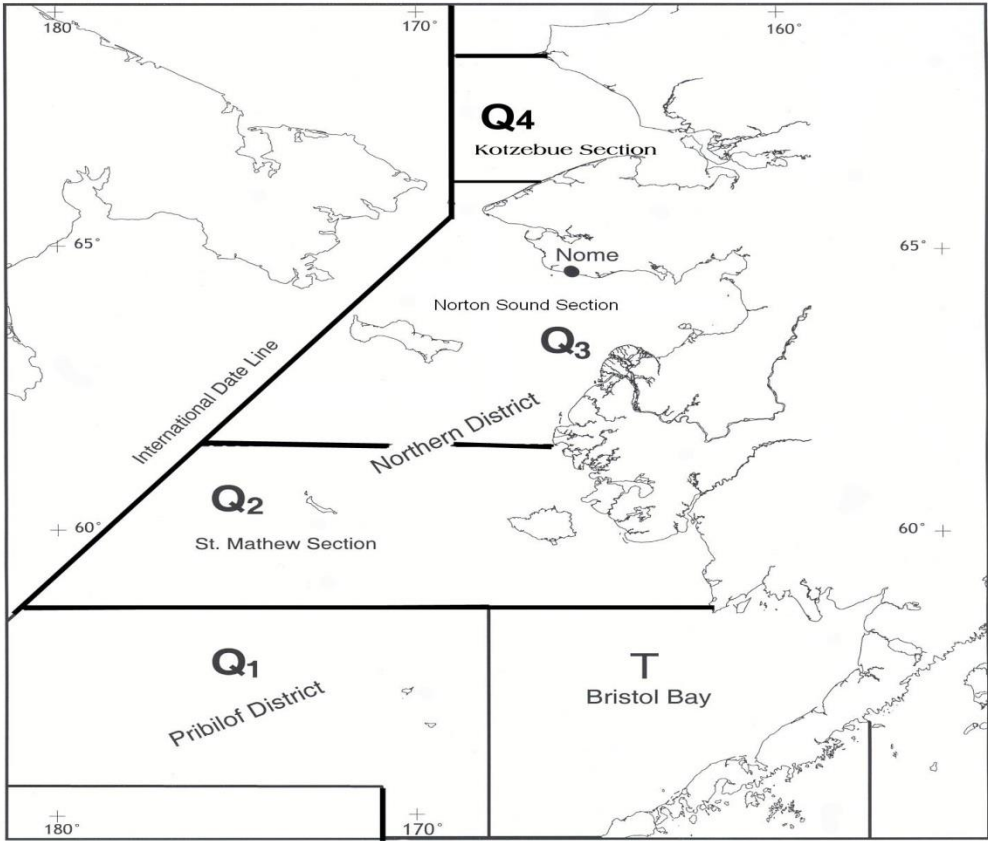 180°
170°
160°
Q4
Kotzebue Section
65°
65°
Nome
Norton Sound Section
Q3
International Date Line
Northern District
Q2
St. Mathew Section
60°
60°
Q1
Pribilof District
T
Bristol Bay
180°
170°